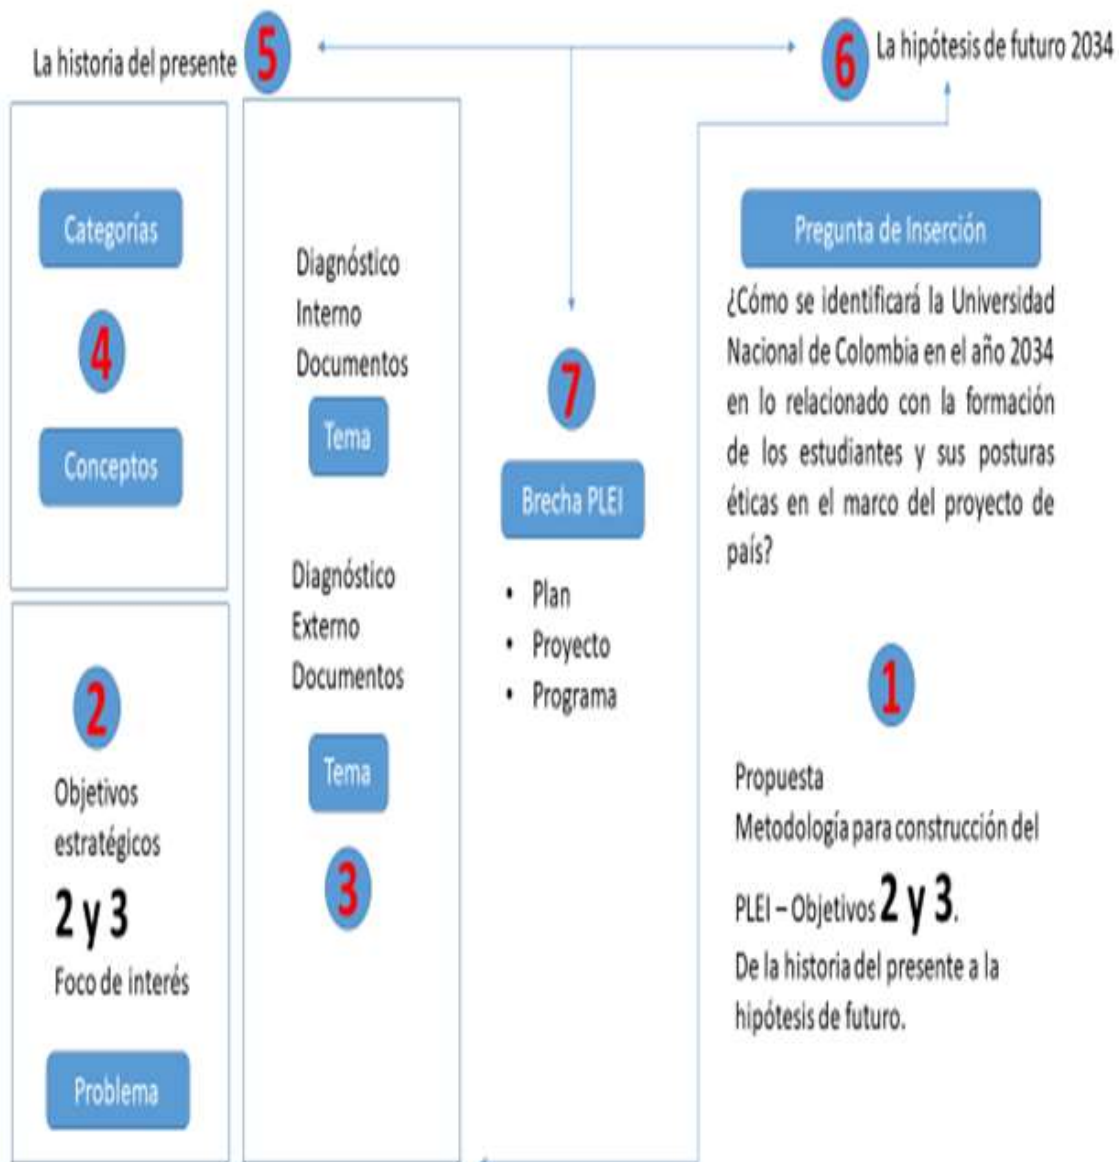 La historia del presente
5
6
La hipótesis de futuro 2034
Categorías
4
Conceptos
2
Objetivos
estratégicos
2 y 3
Foco de interés
Problema
Diagnóstico
Interno
Documentos
Tema
Diagnóstico
Externo
Documentos
Tema
3
7
Brecha PLEI
• Plan
• Proyecto
• Programa
Pregunta de Inserción
¿Cómo se identificará la Universidad
Nacional de Colombia en el año 2034
en lo relacionado con la formación
de los estudiantes y sus posturas
éticas en el marco del proyecto de
país?
1
Propuesta
Metodología para construcción del
PLEI – Objetivos 2 y 3.
De la historia del presente a la
hipótesis de futuro.